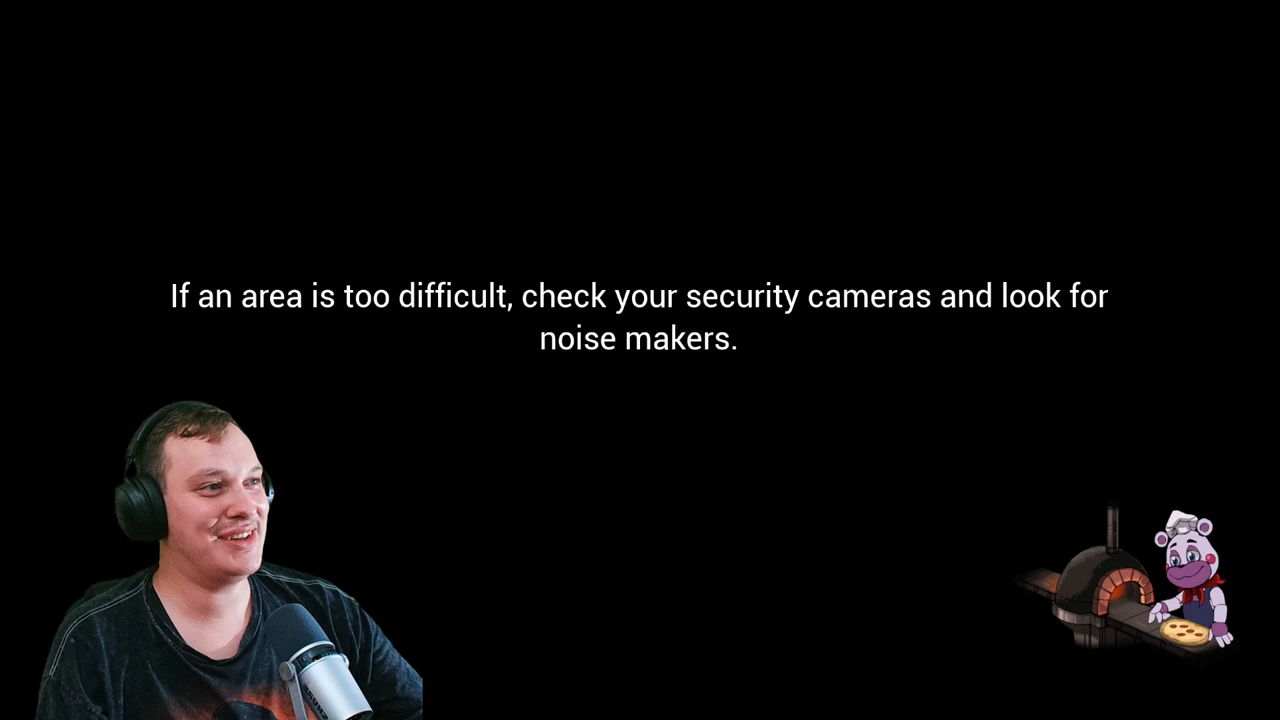 If an area is too difficult, check your security cameras and look for
noise makers.